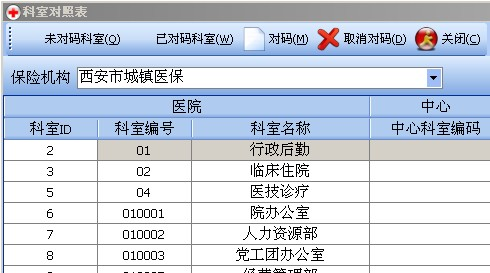 科室对照表
未对码科室(Q) 已对码科室(W) 对码(M) 取消对码(D) 关闭(C)
保险机构 西安市城镇医保
医院 中心
科室ID 科室编号 科室名称 中心科室编码
2 01 行政后勤
3 02 临床住院
5 04 医技诊疗
6 010001 院办公室
7 010002 人力资源部
8 010003 党工团办公室